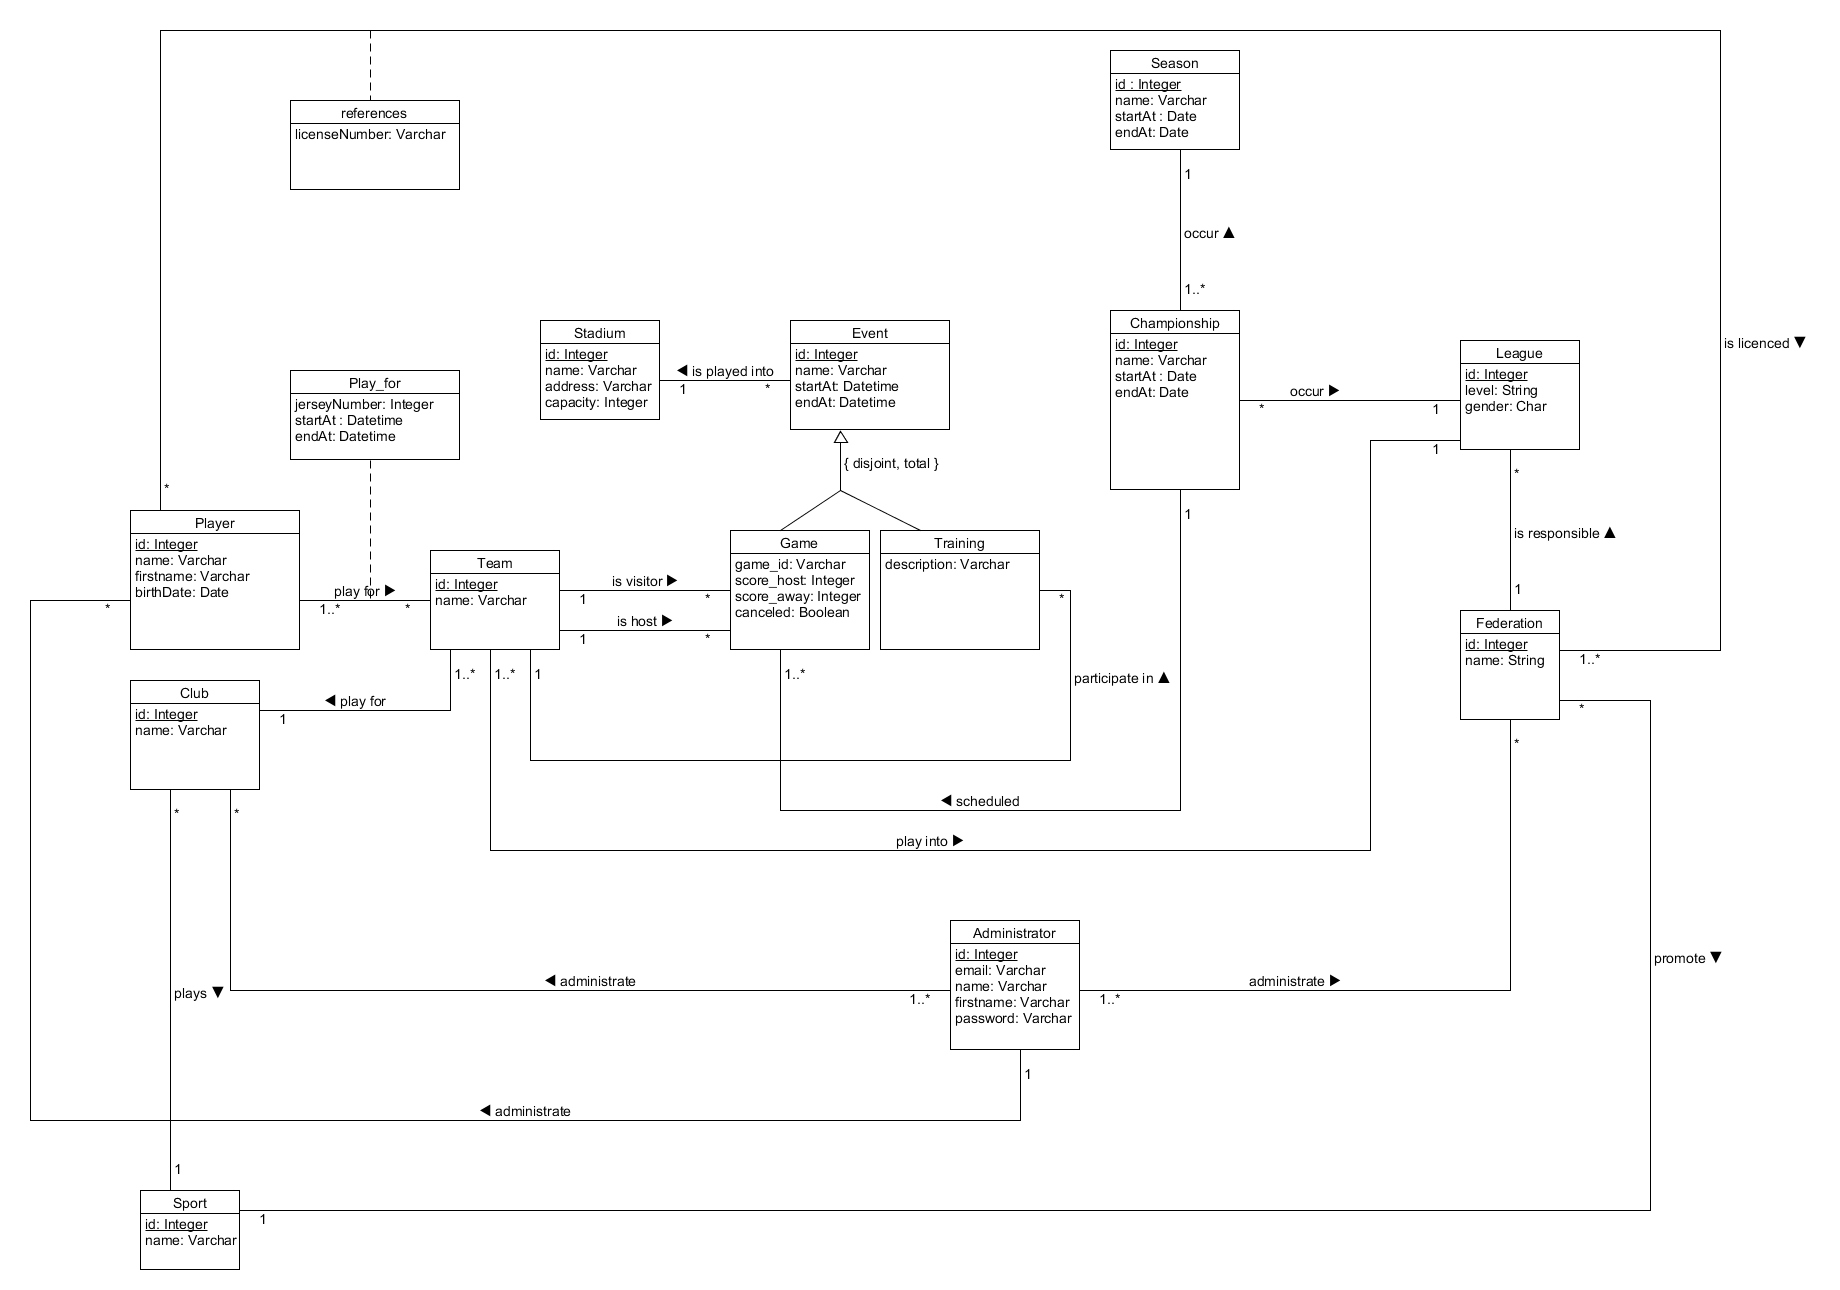 Season
id : Integer
name: Varchar
startAt : Date
endAt: Date
references
licenseNumber: Varchar
1
occur ▲
1..*
Stadium
id: Integer
name: Varchar
address: Varchar
capacity: Integer
◀ is played into
1
*
Event
id: Integer
name: Varchar
startAt: Datetime
endAt: Datetime
Championship
id: Integer
name: Varchar
startAt : Date
endAt: Date
occur ▶
*
1
League
id: Integer
level: String
gender: Char
1
is licenced ▼
Play_for
jerseyNumber: Integer
startAt : Datetime
endAt: Datetime
{ disjoint, total }
*
*
1
is responsible ▲
1
Player
id: Integer
name: Varchar
firstname: Varchar
birthDate: Date
*
play for ▶
1..*
*
Team
id: Integer
name: Varchar
is visitor ▶
1
*
is host ▶
1
*
Game
game_id: Varchar
score_host: Integer
score_away: Integer
canceled: Boolean
Training
description: Varchar
*
Federation
id: Integer
name: String
1..*
*
*
1..*
1..*
1
1..*
participate in ▲
Club
id: Integer
name: Varchar
◀ play for
1
*
*
◀ scheduled
play into ▶
Administrator
id: Integer
email: Varchar
name: Varchar
firstname: Varchar
password: Varchar
promote ▼
plays ▼
◀ administrate
1..*
administrate ▶
1..*
1
◀ administrate
1
Sport
id: Integer
name: Varchar
1